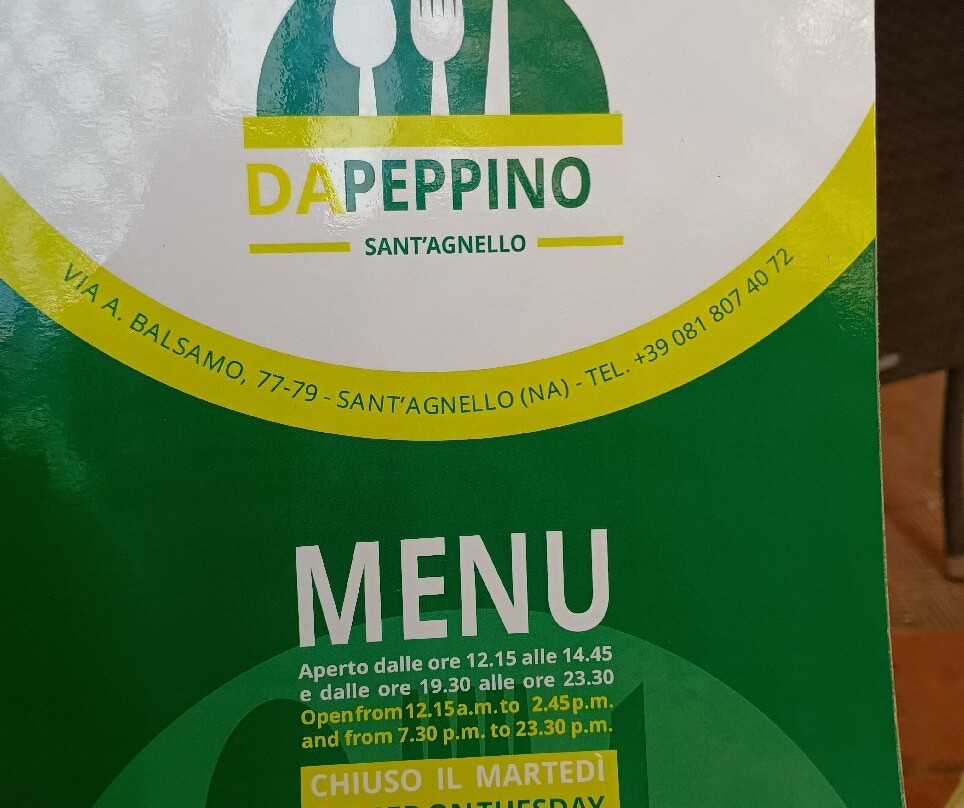 DAPEPPINO
SANT'AGNELLO
VIA A. BALSAMO, 77-79 - SANT'AGNELLO (NA) - TEL. +39 081 807 40 72
MENU
Aperto dalle ore 12.15 alle 14.45
e dalle ore 19.30 alle ore 23.30
Open from 12.15 a.m. to 2.45 p.m.
and from 7.30 p.m. to 23.30 p.m.
CHIUSO IL MARTEDÌ
ON TUESDAY